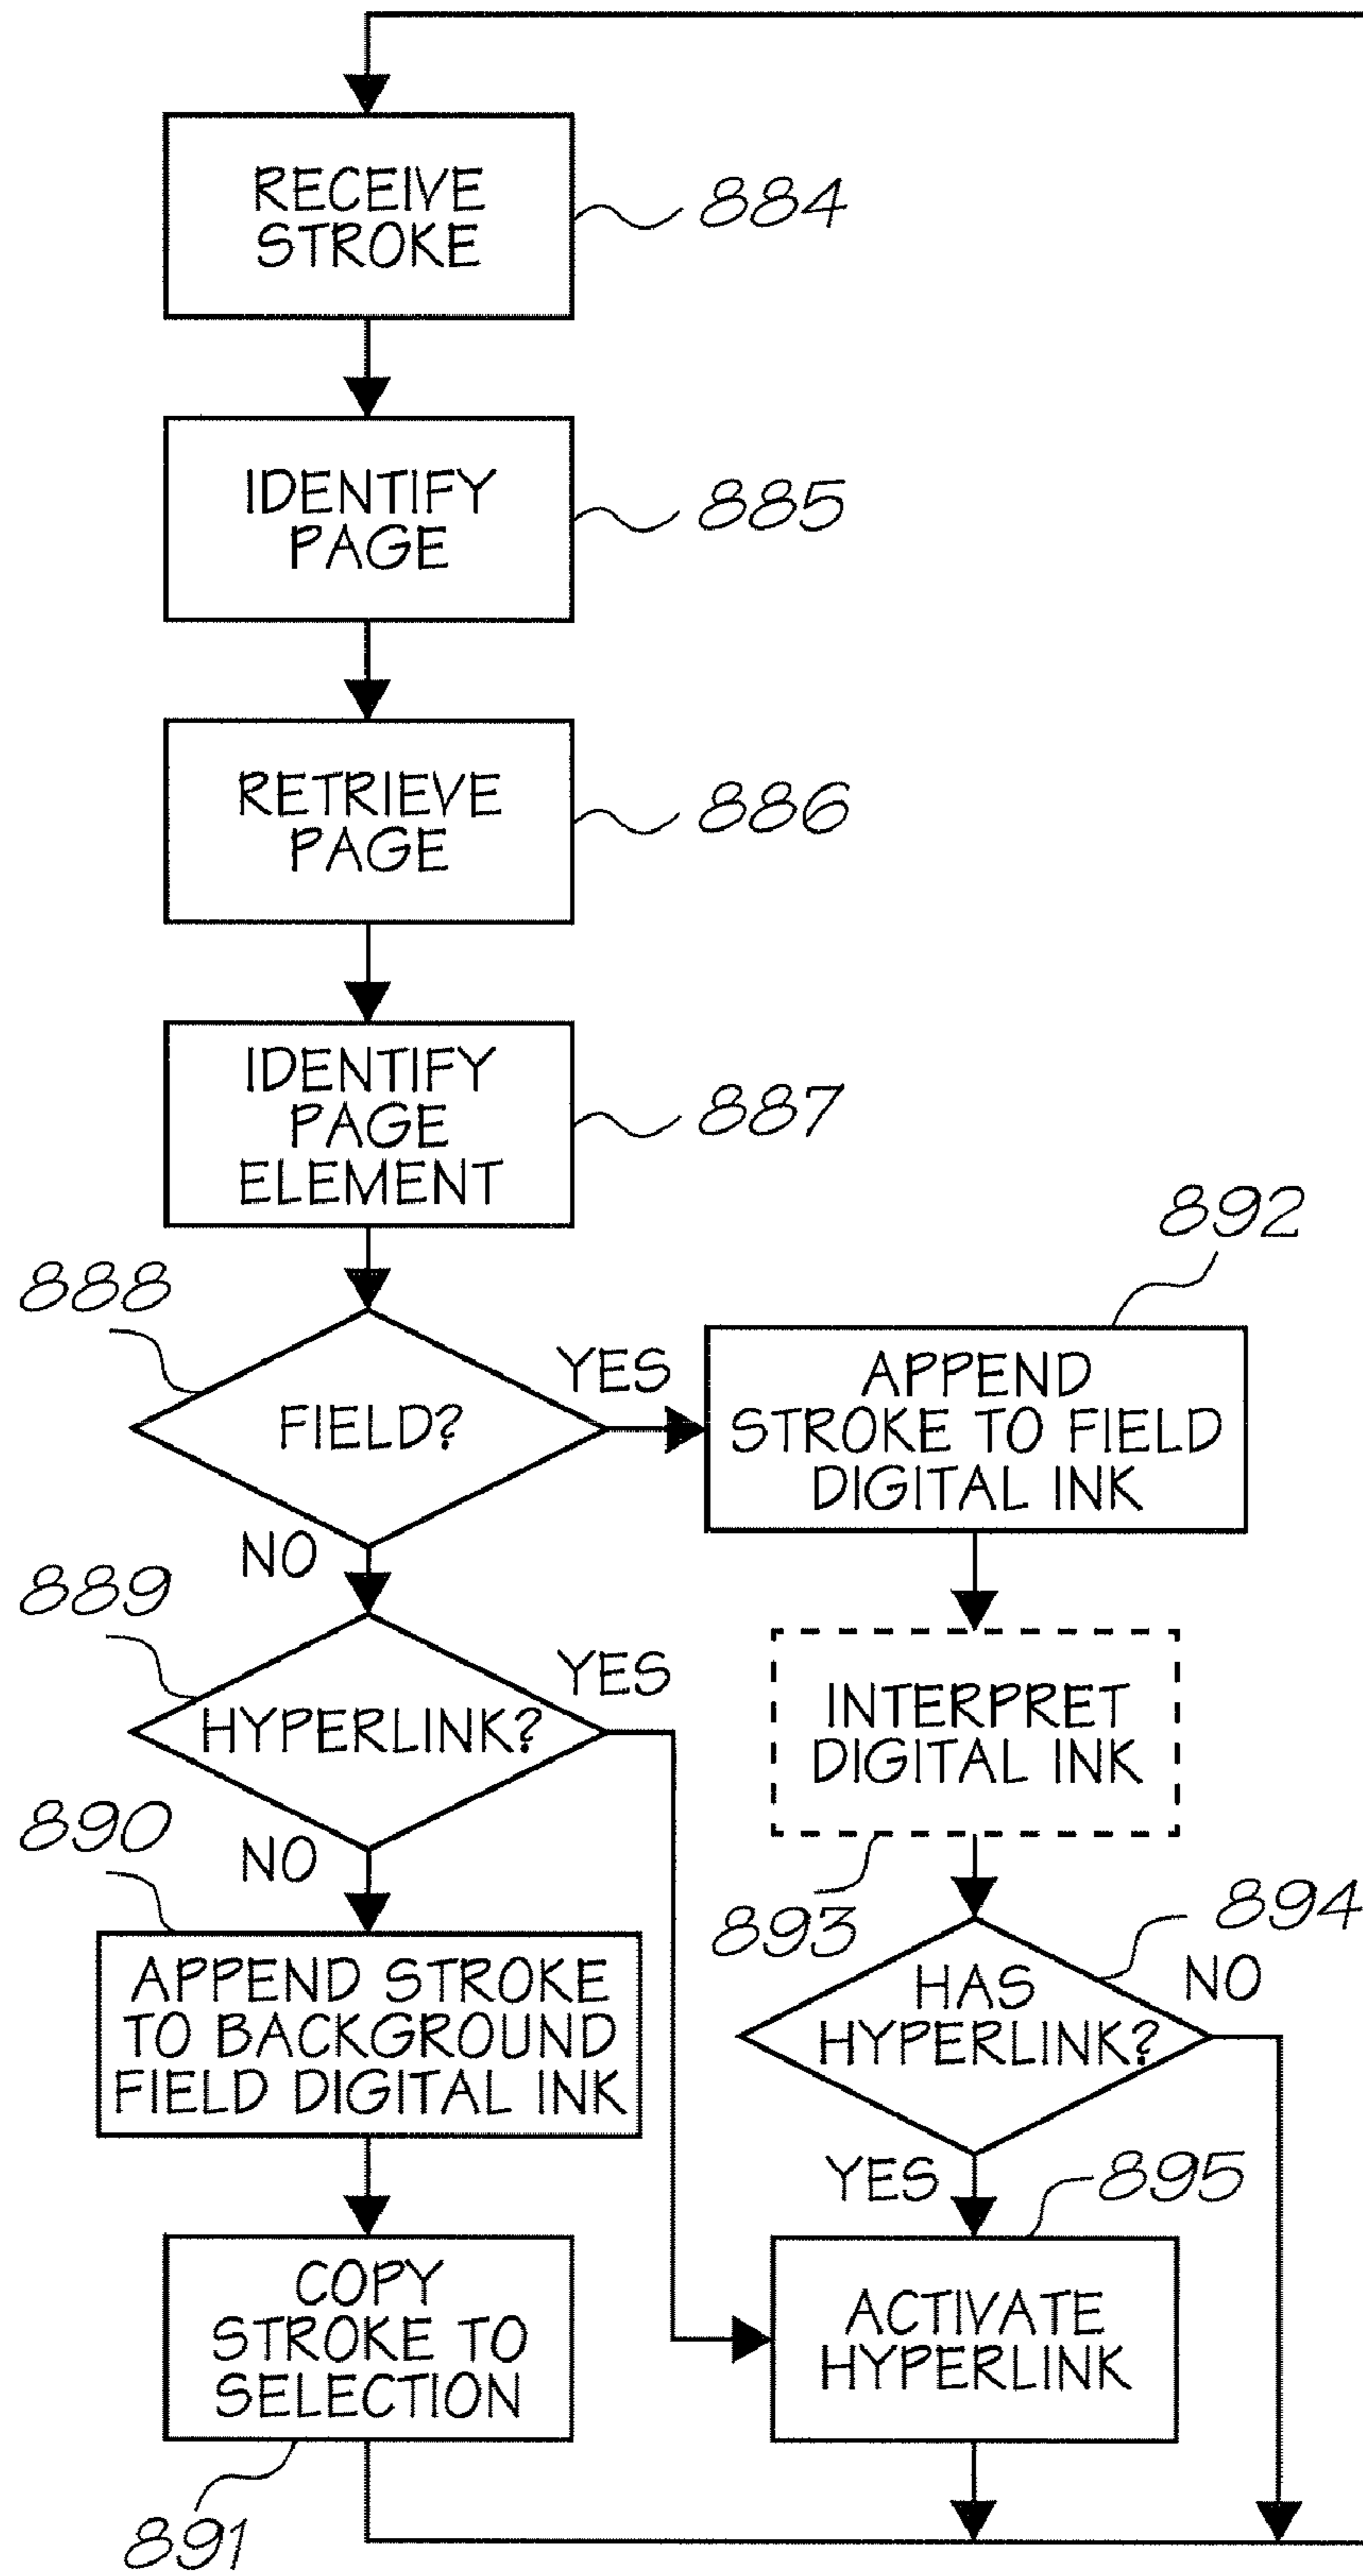 RECEIVE
STROKE
884
IDENTIFY
PAGE
885
RETRIEVE
PAGE
886
IDENTIFY
PAGE
ELEMENT
887
888
FIELD?
YES
NO
892
APPEND
STROKE TO FIELD
DIGITAL INK
889
HYPERLINK?
YES
NO
INTERPRET
DIGITAL INK
893
890
APPEND STROKE
TO BACKGROUND
FIELD DIGITAL INK
894
HAS
HYPERLINK?
NO
YES
895
COPY
STROKE TO
SELECTION
891
ACTIVATE
HYPERLINK